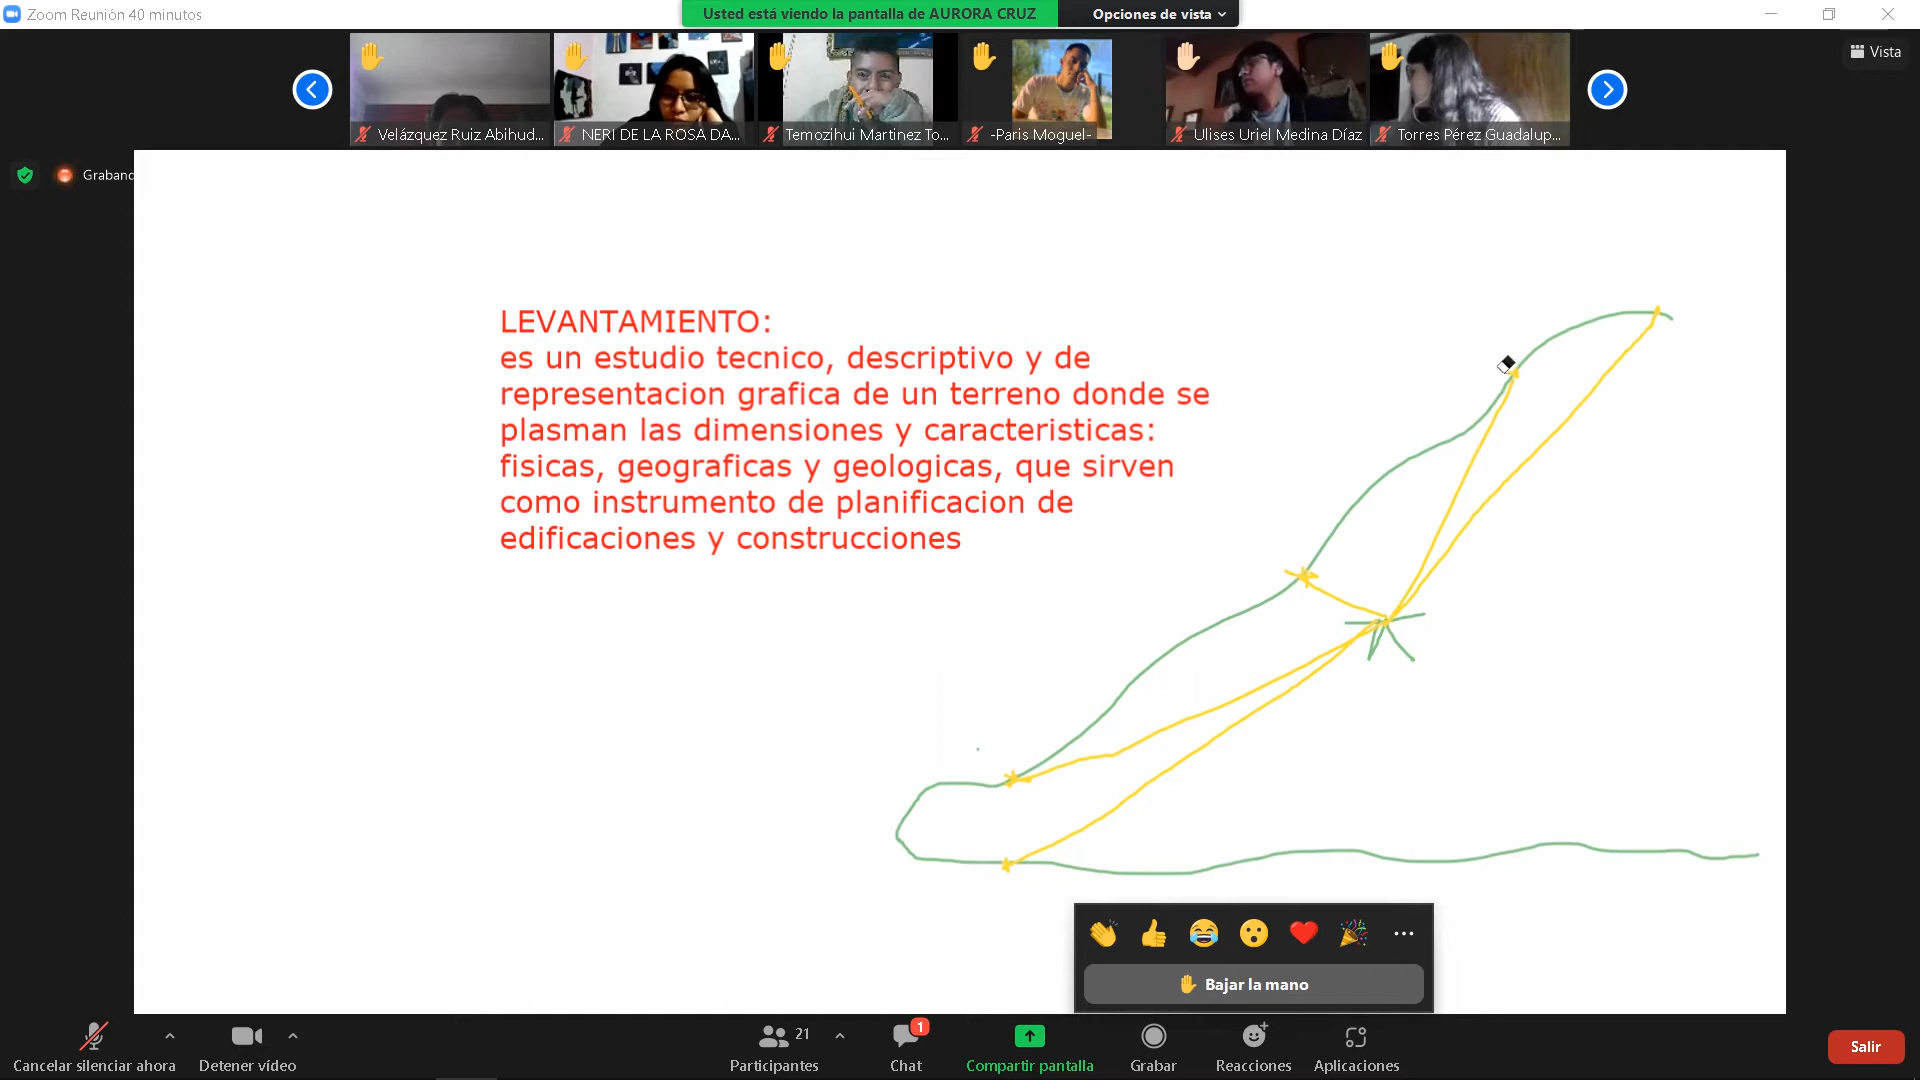 Zoom Reunión 40 minutos
Usted está viendo la pantalla de AURORA CRUZ
Opciones de vista
Vista
Velázquez Ruiz Abihud...
NERI DE LA ROSA DA...
Temozihui Martinez To...
-Paris Moguel-
Ulises Uriel Medina Díaz
Torres Pérez Guadalup...
Graband
LEVANTAMIENTO:
es un estudio tecnico, descriptivo y de
representacion grafica de un terreno donde se
plasman las dimensiones y caracteristicas:
fisicas, geograficas y geologicas, que sirven
como instrumento de planificacion de
edificaciones y construcciones
Bajar la mano
Cancelar silenciar ahora
Detener vídeo
21
Participantes
1
Chat
Compartir pantalla
Grabar
Reacciones
Aplicaciones
Salir